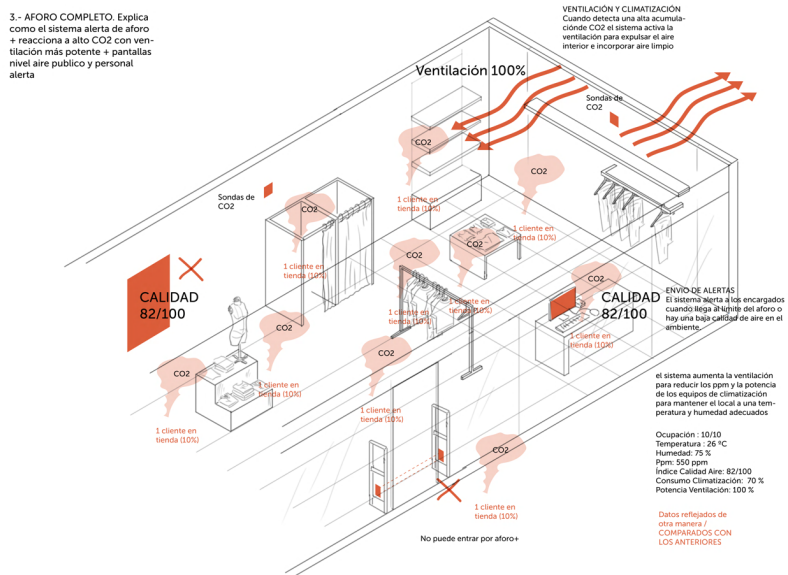 3.- AFORO COMPLETO. Explica
como el sistema alerta de aforo
+ reacciona a alto CO2 con ven-
tilación más potente + pantallas
nivel aire publico y personal
alerta
VENTILACIÓN Y CLIMATIZACIÓN
Cuando detecta una alta acumula-
ciónde CO2 el sistema activa la
ventilación para expulsar el aire
interior e incorporar aire limpio
Ventilación 100%
Sondas de
CO2
CO2
CO2
Sondas de
CO2
1 cliente en
tienda (10%)
CO2
1 cliente en
tienda (10%)
CO2
CO2
1 cliente en
tienda (10%)
CO2
CALIDAD
82/100
1 cliente en
tienda (10%)
1 cliente en
tienda (10%)
CALIDAD
82/100
ENVIO DE ALERTAS
El sistema alerta a los encargados
cuando llega al límite del aforo o
hay una baja calidad de aire en el
ambiente.
CO2
1 cliente en
tienda (10%)
CO2
CO2
1 cliente en
tienda (10%)
1 cliente en
tienda (10%)
1 cliente en
tienda (10%)
CO2
1 cliente en
tienda (10%)
No puede entrar por aforo+
el sistema aumenta la ventilación
para reducir los ppm y la potencia
de los equipos de climatización
para mantener el local a una tem-
peratura y humedad adecuados
Ocupación : 10/10
Temperatura : 26 ºC
Humedad: 75 %
Ppm: 550 ppm
Índice Calidad Aire: 82/100
Consumo Climatización: 70 %
Potencia Ventilación: 100 %
Datos reflejados de
otra manera /
COMPARADOS CON
LOS ANTERIORES